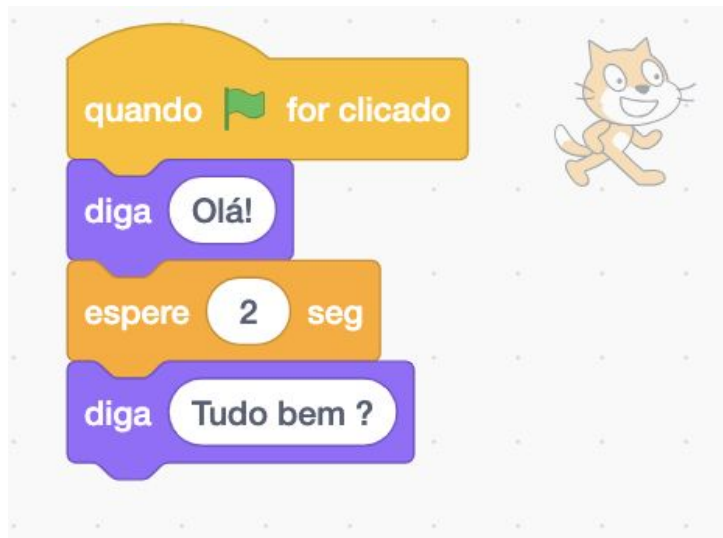 quando for clicado
diga Olá!
espere 2 seg
diga Tudo bem ?